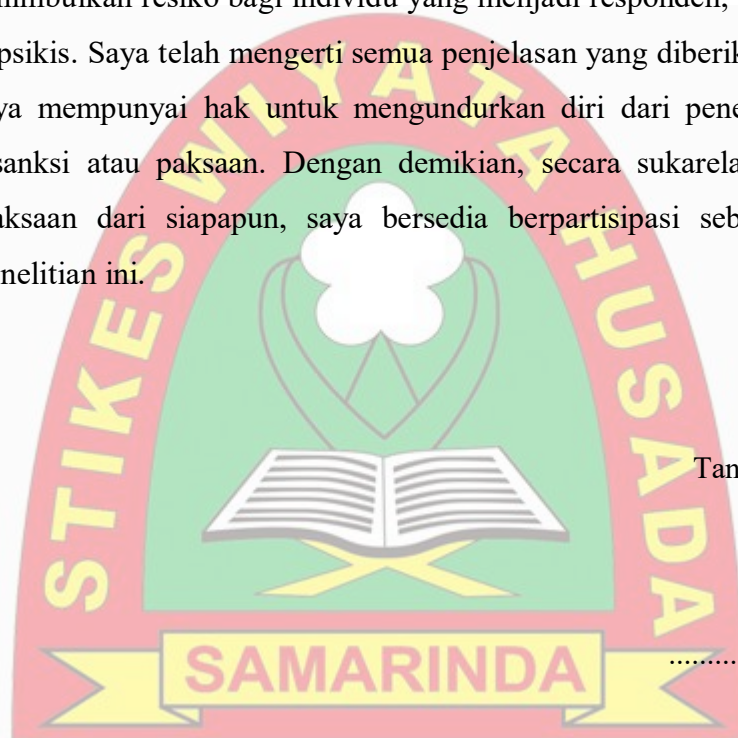 nimbulkan resiko bagi individu yang menjadi responden,
psikis. Saya telah mengerti semua penjelasan yang diberik
ya mempunyai hak untuk mengundurkan diri dari pene
sanksi atau paksaan. Dengan demikian, secara sukarela
aksaan dari siapapun, saya bersedia berpartisipasi seb
nelitian ini.
Tan
..........
STIKES WIYATA HUSADA
SAMARINDA